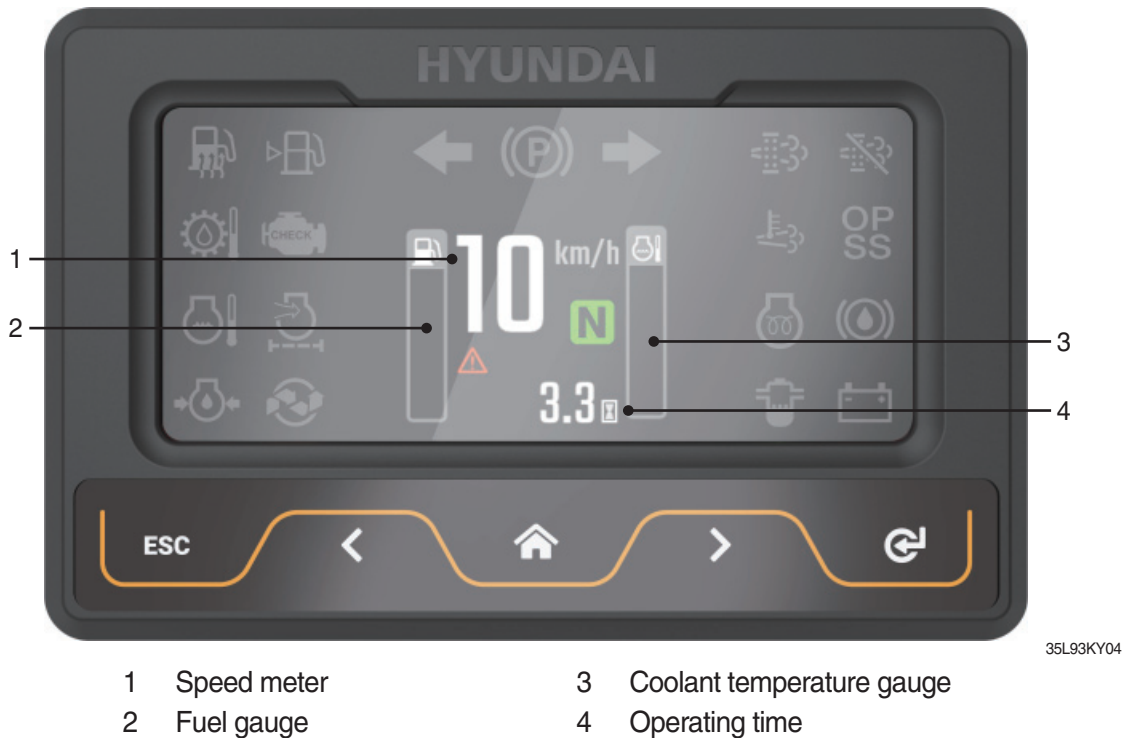 HYUNDAI
(P)
CHECK
OP
SS
1
10 km/h
2
N
3
3.3
4
ESC
35L93KY04
1 Speed meter
2 Fuel gauge
3 Coolant temperature gauge
4 Operating time